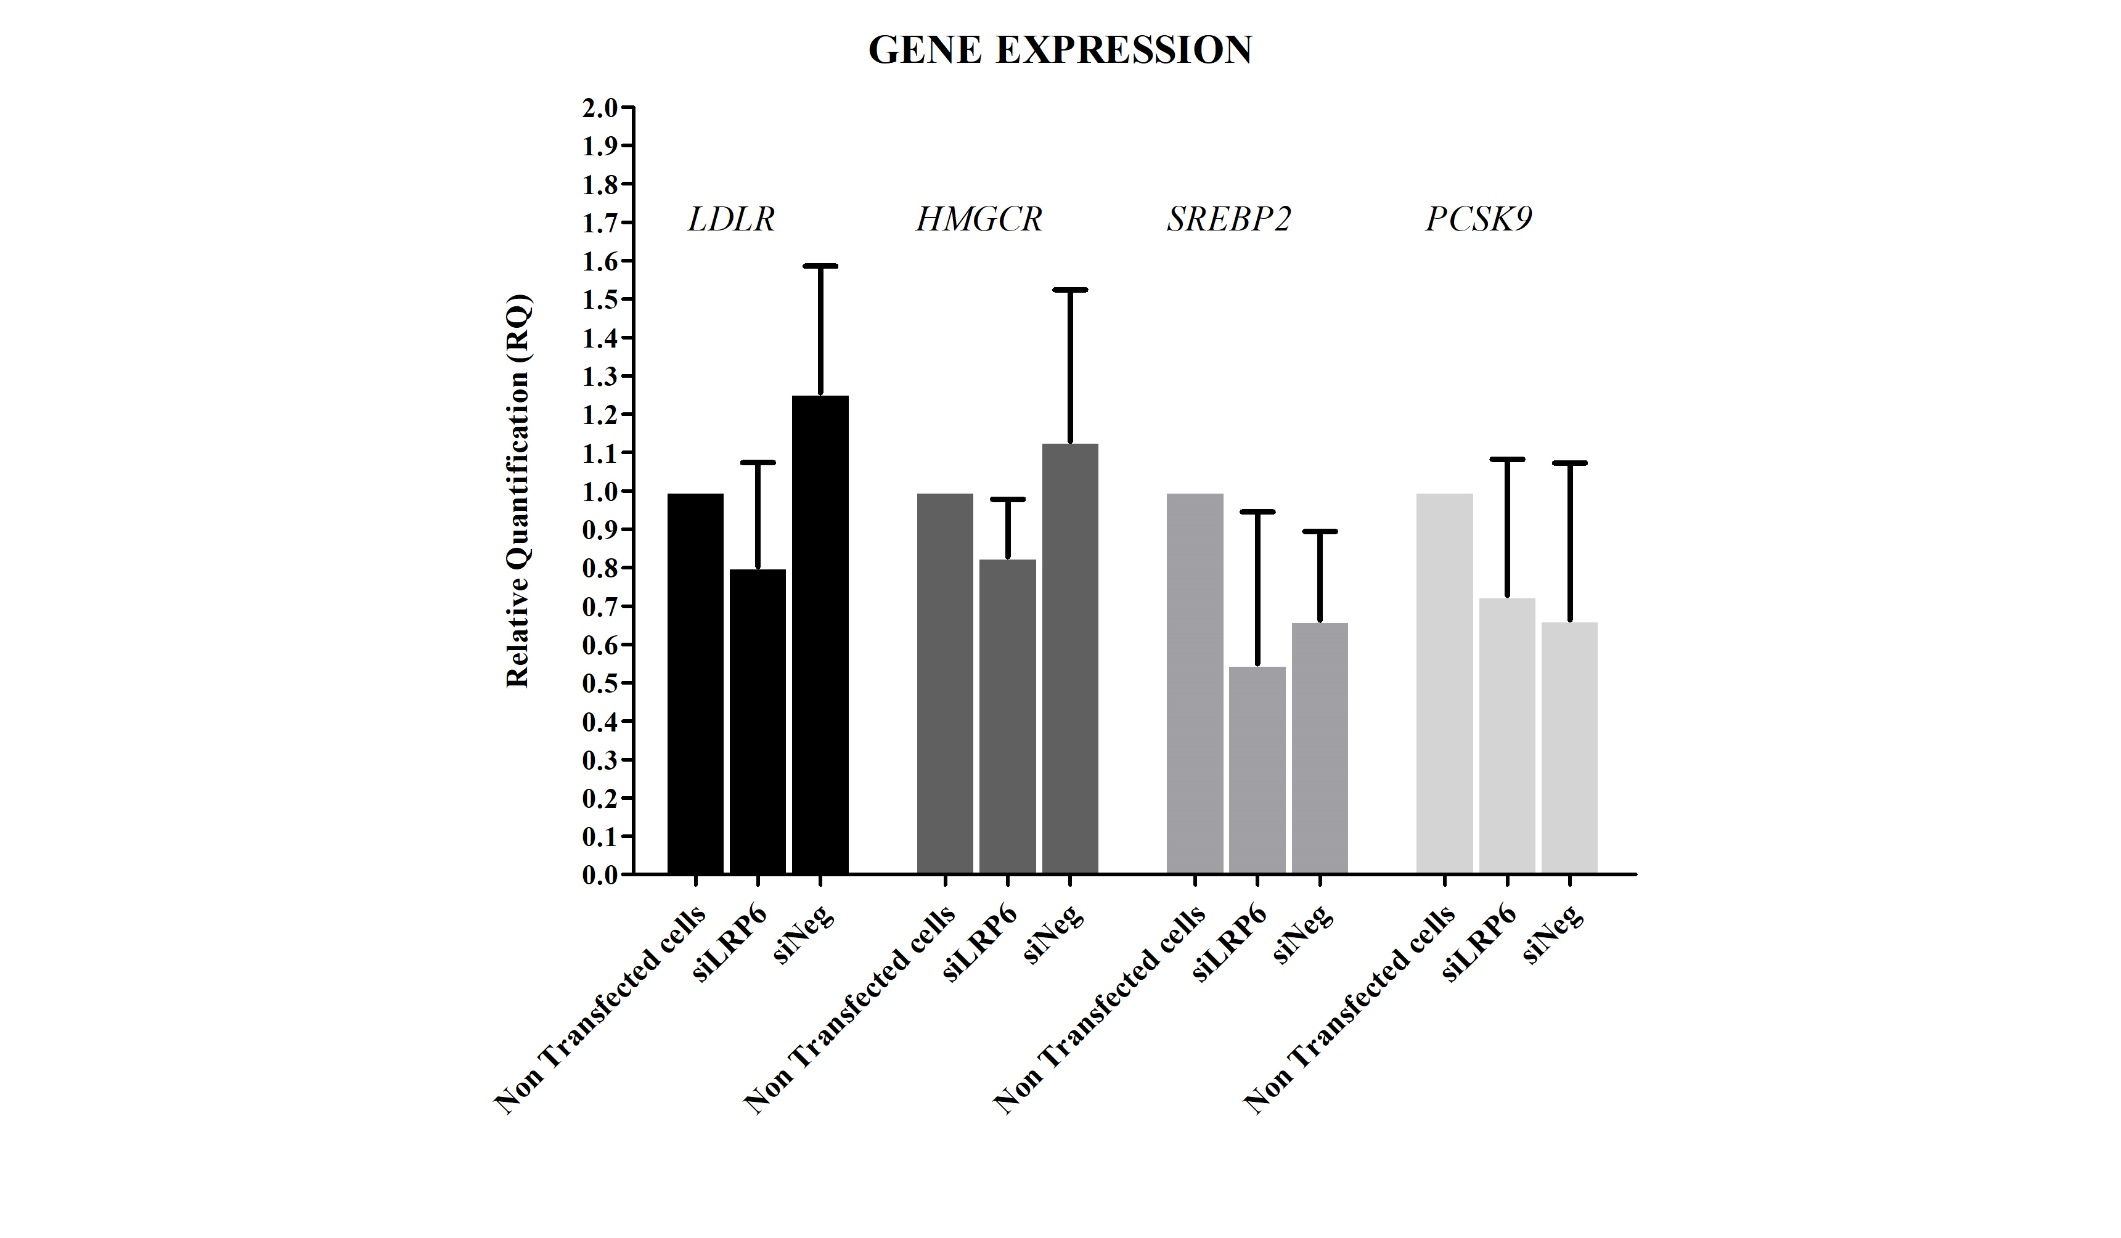 GENE EXPRESSION
Relative Quantification (RQ)
2.0
1.9
1.8
1.7
1.6
1.5
1.4
1.3
1.2
1.1
1.0
0.9
0.8
0.7
0.6
0.5
0.4
0.3
0.2
0.1
0.0
LDLR
HMGCR
SREBP2
PCSK9
Non Transfected cells
siLRP6
siNeg
Non Transfected cells
siLRP6
siNeg
Non Transfected cells
siLRP6
siNeg
Non Transfected cells
siLRP6
siNeg